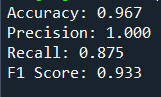 Accuracy: 0.967
Precision: 1.000
Recall: 0.875
F1 Score: 0.933